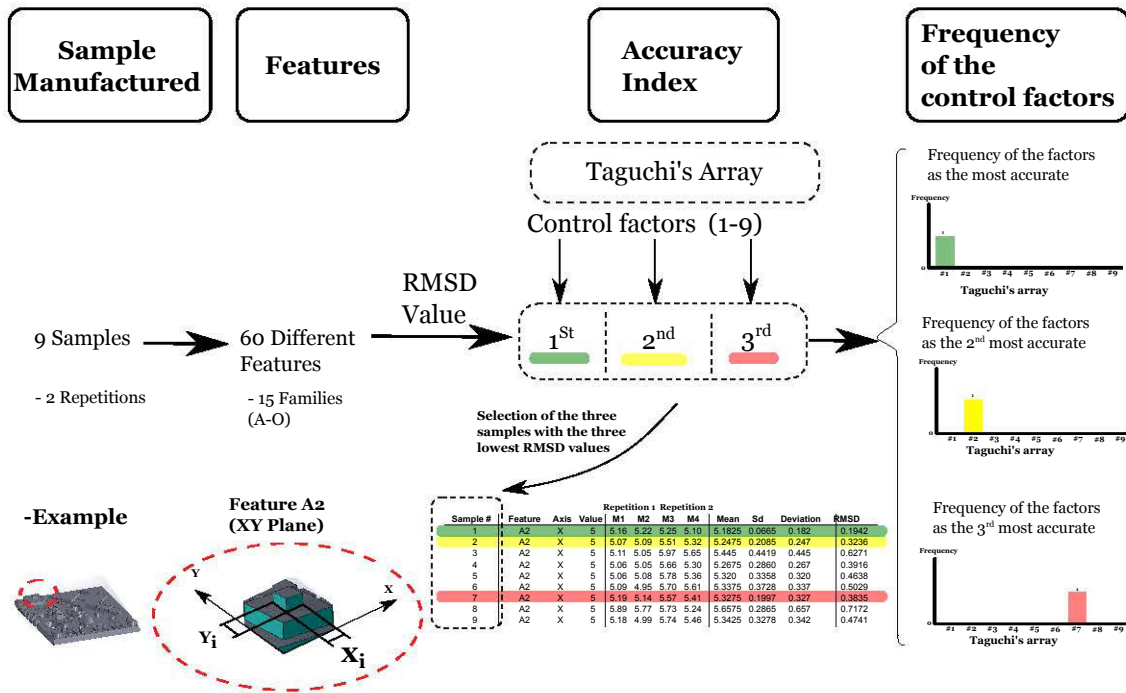 Sample
Manufactured
Features
Accuracy
Index
Frequency
of the
control factors
Taguchi's Array
Control factors (1-9)
RMSD
Value
1St
2nd
3rd
9 Samples
- 2 Repetitions
60 Different
Features
- 15 Families
(A-O)
Selection of the three
samples with the three
lowest RMSD values
Frequency of the factors
as the most accurate
Frequency
1
0
#1 #2 #3 #4 #5 #6 #7 #8 #9
Taguchi's array
Frequency of the factors
as the 2nd most accurate
Frequency
1
0
#1 #2 #3 #4 #5 #6 #7 #8 #9
Taguchi's array
Frequency of the factors
as the 3rd most accurate
Frequency
1
0
#1 #2 #3 #4 #5 #6 #7 #8 #9
Taguchi's array
-Example
Feature A2
(XY Plane)
Y
X
Yi
Xi
Repetition 1 Repetition 2
Sample # Feature Axis Value M1 M2 M3 M4 Mean Sd Deviation RMSD
1 A2 X 5 5.16 5.22 5.25 5.10 5.1825 0.0665 0.182 0.1942
2 A2 X 5 5.07 5.09 5.51 5.32 5.2475 0.2085 0.247 0.3236
3 A2 X 5 5.11 5.05 5.97 5.65 5.445 0.4419 0.445 0.6271
4 A2 X 5 5.06 5.05 5.66 5.30 5.2675 0.2860 0.267 0.3916
5 A2 X 5 5.06 5.08 5.78 5.36 5.320 0.3358 0.320 0.4638
6 A2 X 5 5.09 4.95 5.70 5.61 5.3375 0.3728 0.337 0.5029
7 A2 X 5 5.19 5.14 5.57 5.41 5.3275 0.1997 0.327 0.3835
8 A2 X 5 5.89 5.77 5.73 5.24 5.6575 0.2865 0.657 0.7172
9 A2 X 5 5.18 4.99 5.74 5.46 5.3425 0.3278 0.342 0.4741